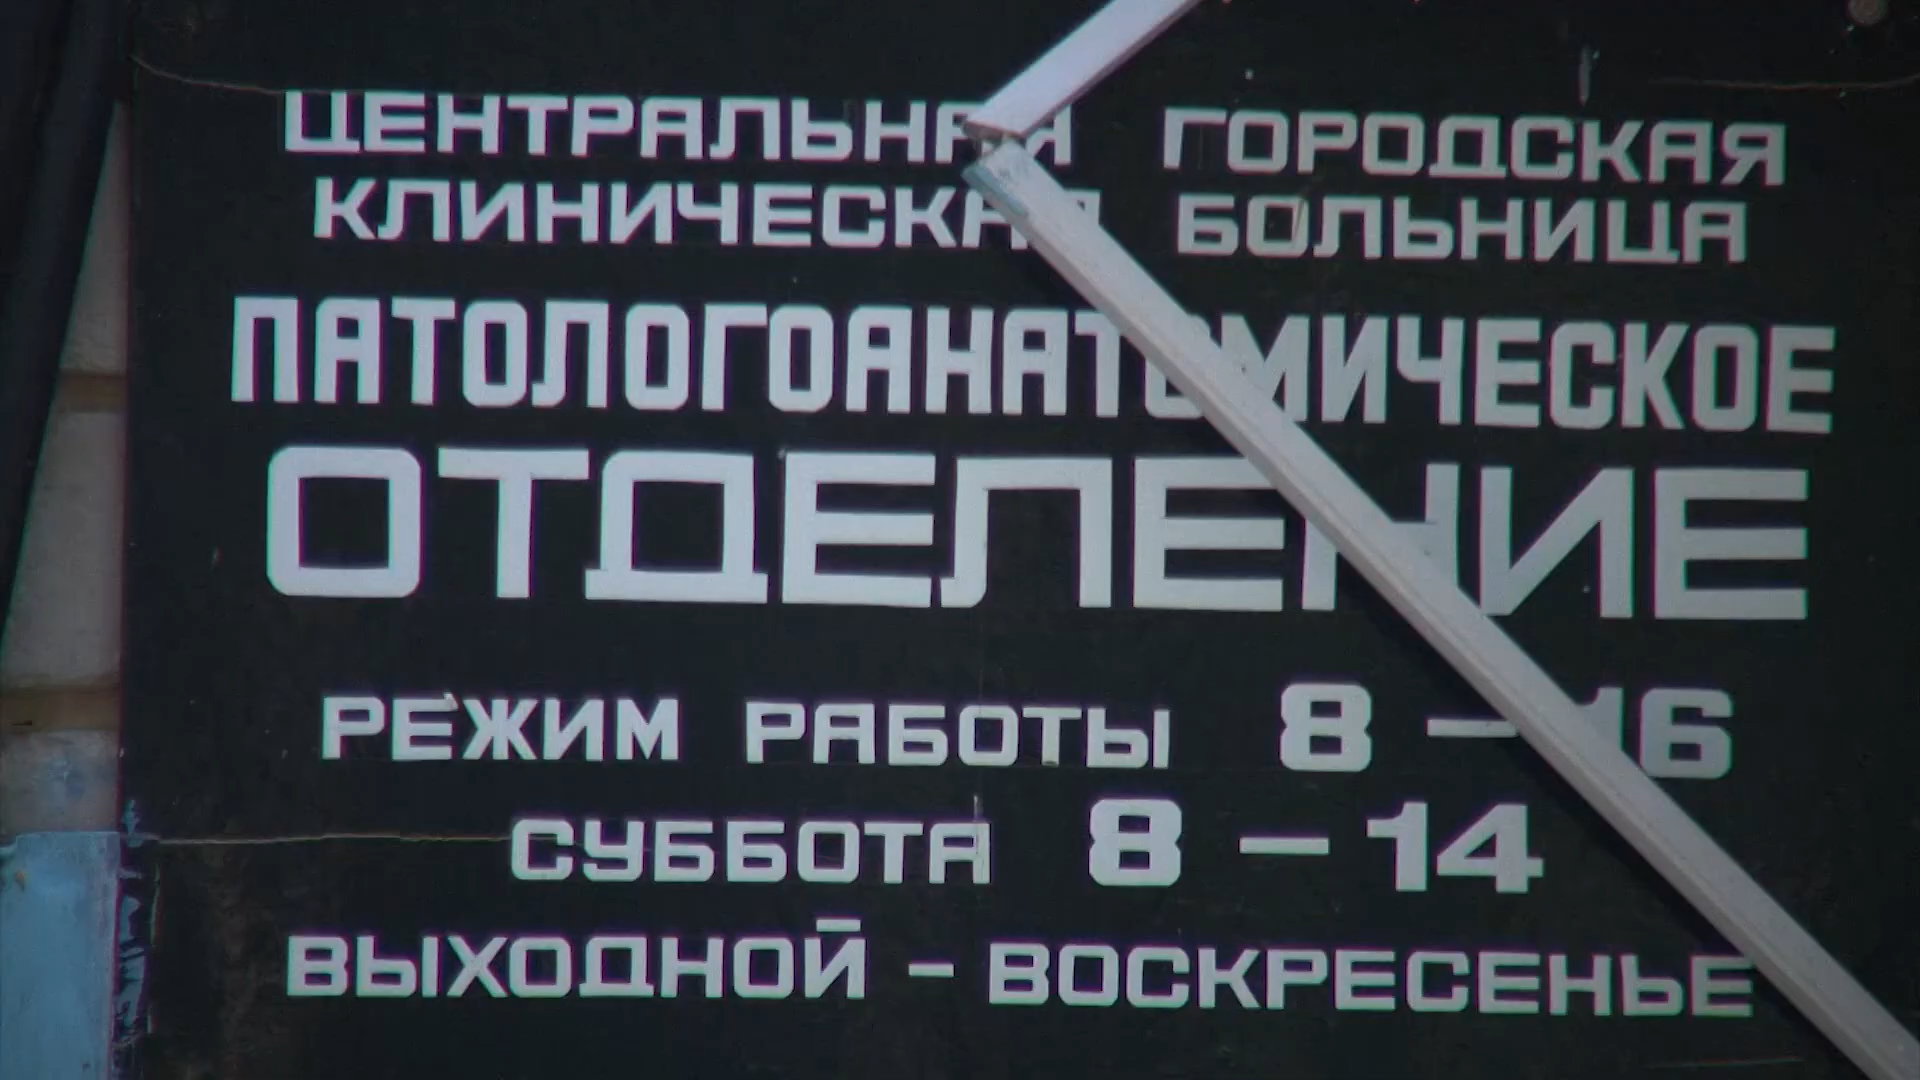 ЦЕНТРАЛЬНАЯ ГОРОДСКАЯ
КЛИНИЧЕСКАЯ БОЛЬНИЦА
ПАТОЛОГОАНАТОМИЧЕСКОЕ
ОТДЕЛЕНИЕ
РЕЖИМ РАБОТЫ 8 – 16
СУББОТА 8 – 14
ВЫХОДНОЙ – ВОСКРЕСЕНЬЕ